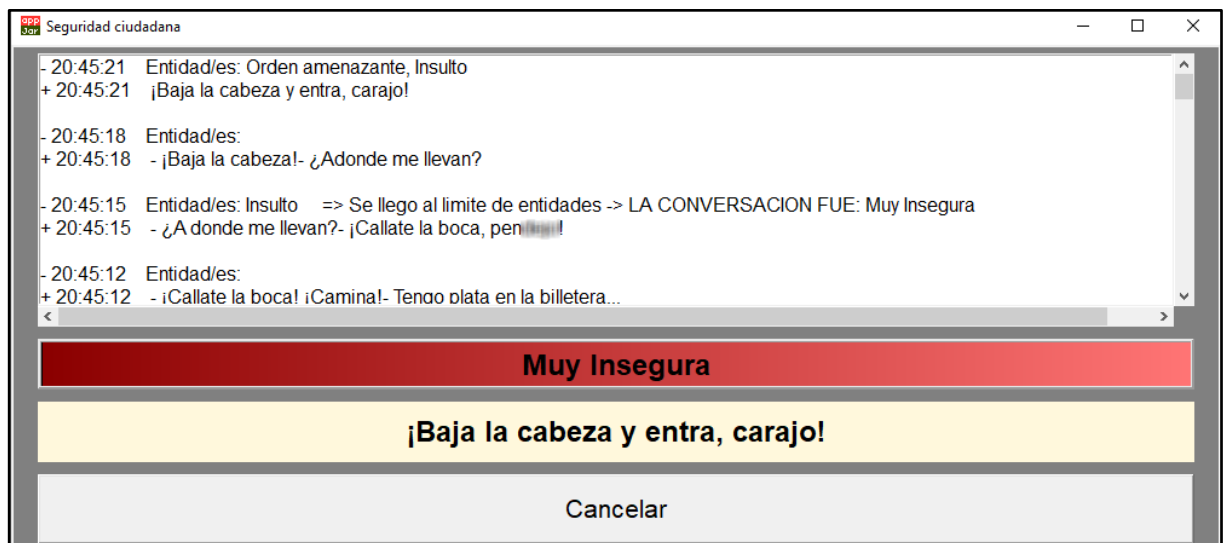 app
Jar
Seguridad ciudadana
- 20:45:21 Entidad/es: Orden amenazante, Insulto
+ 20:45:21 ¡Baja la cabeza y entra, carajo!
- 20:45:18 Entidad/es:
+ 20:45:18 - ¡Baja la cabeza!- ¿Adonde me llevan?
- 20:45:15 Entidad/es: Insulto => Se llego al limite de entidades -> LA CONVERSACION FUE: Muy Insegura
+ 20:45:15 - ¿A donde me llevan?- ¡Callate la boca,
- 20:45:12 Entidad/es:
+ 20:45:12 - ¡Callate la boca! ¡Camina!- Tengo plata en la billetera...
Muy Insegura
¡Baja la cabeza y entra, carajo!
Cancelar